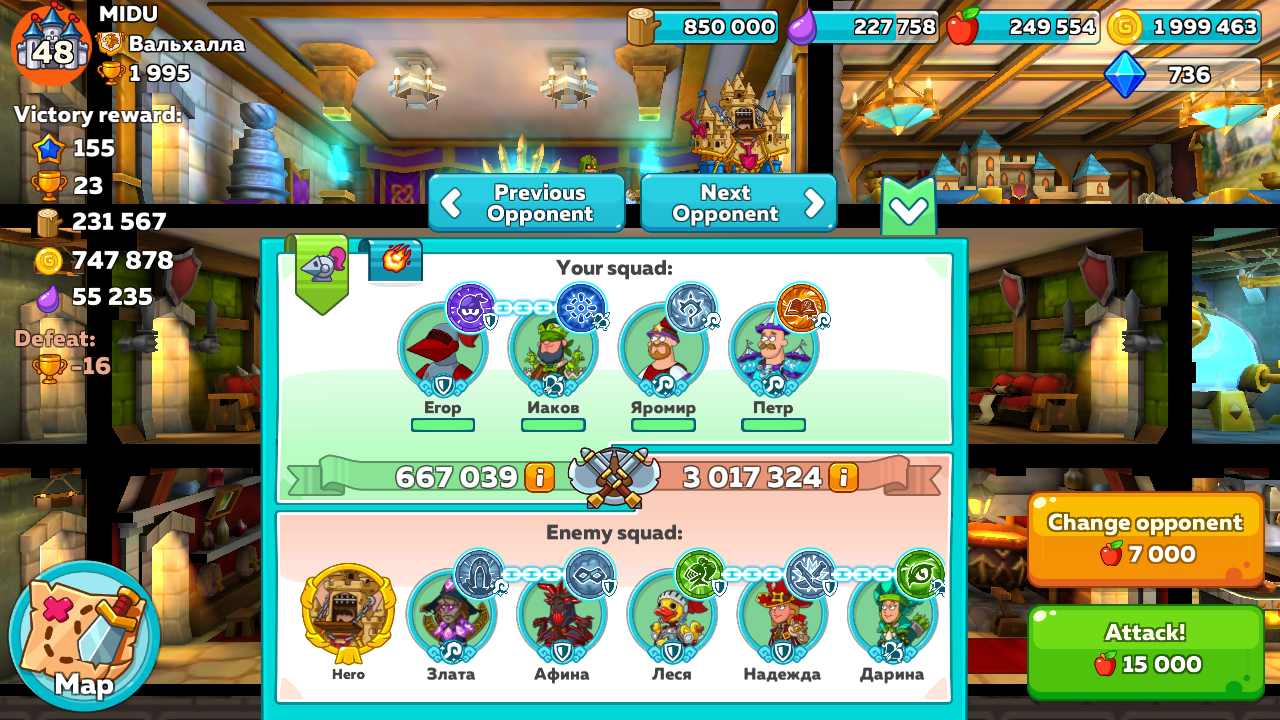 MIDU
48
Вальхалла
1 995
850 000
227 758
249 554
1 999 463
736
Victory reward:
155
23
231 567
747 878
55 235
Defeat:
-16
Previous
Opponent
Next
Opponent
Your squad:
Егор
Иаков
Яромир
Петр
667 039
3 017 324
Enemy squad:
Hero
Злата
Афина
Леся
Надежда
Дарина
Change opponent
7 000
Attack!
15 000
Map